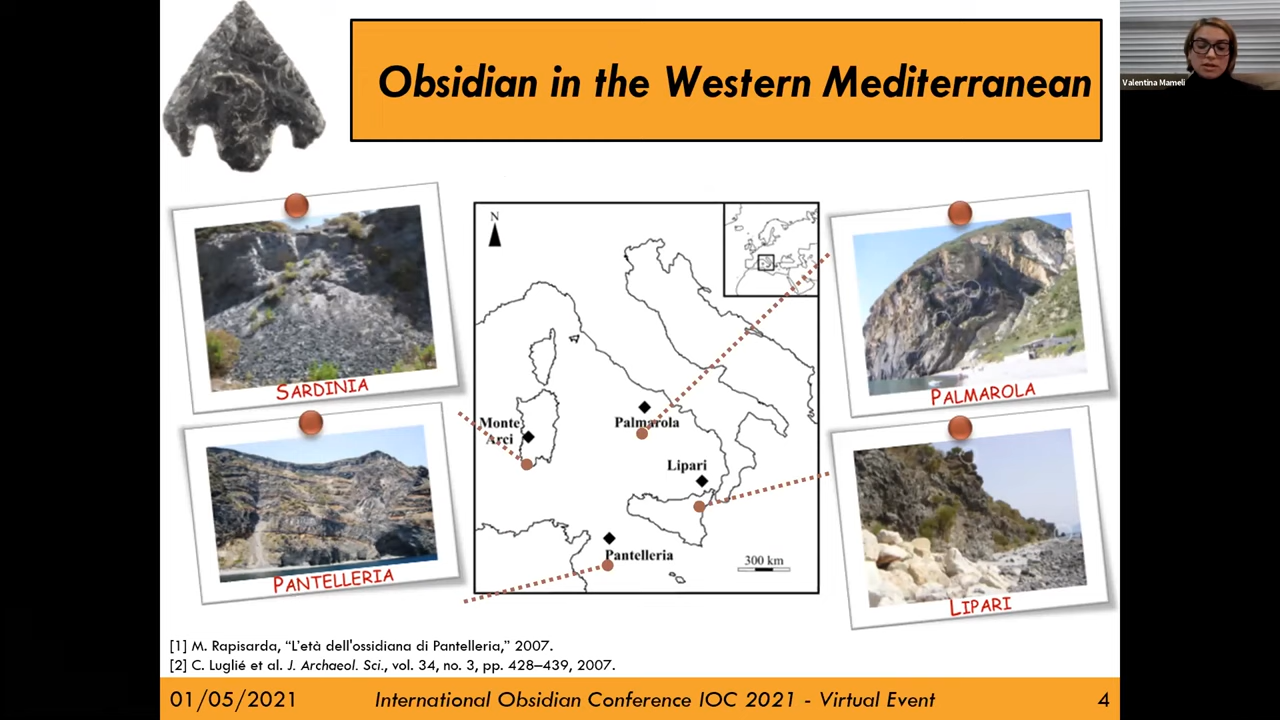 Obsidian in the Western Mediterranean
Valentina Mameli
SARDINIA
PANTELLERIA
N
Monte
Arci
Palmarola
Lipari
Pantelleria
300 km
PALMAROLA
LIPARI
[1] M. Rapisarda, “L’età dell'ossidiana di Pantelleria,” 2007.
[2] C. Luglié et al. J. Archaeol. Sci., vol. 34, no. 3, pp. 428–439, 2007.
01/05/2021 International Obsidian Conference IOC 2021 - Virtual Event 4